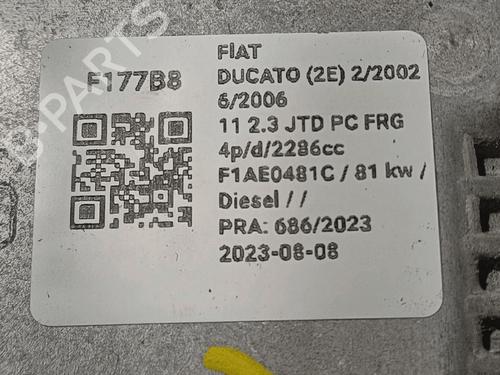 FIAT
F177B8
DUCATO (2E) 2/2002
6/2006
11 2.3 JTD PC FRG
4p/d/2286cc
F1AE0481C / 81 kw /
Diesel / /
PRA: 686/2023
2023-08-08
B-PARTS